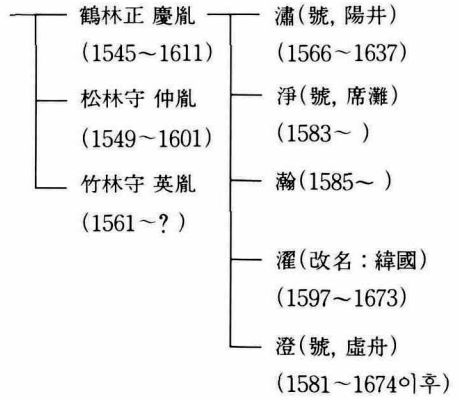 鶴林正 慶胤
(1545~1611)
松林守 仲胤
(1549~1601)
竹林守 英胤
(1561~?)
潚(號, 陽井)
(1566~1637)
淨(號, 席灘)
(1583~ )
瀚(1585~ )
濯(改名：緯國)
(1597~1673)
澄(號, 虛舟)
(1581~1674이후)